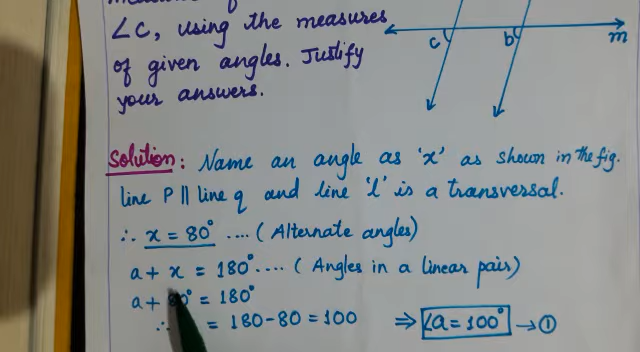 ∠C, using the measures
of given angles. Justify
your answers.
c b m
Solution: Name an angle as 'x' as shown in the fig.
line P || line q and line 'l' is a transversal.
∴ x = 80° .... (Alternate angles)
a + x = 180° .... (Angles in a linear pair)
a + 80° = 180°
∴ = 180-80 = 100 ⇒ ∠a = 100° → ①